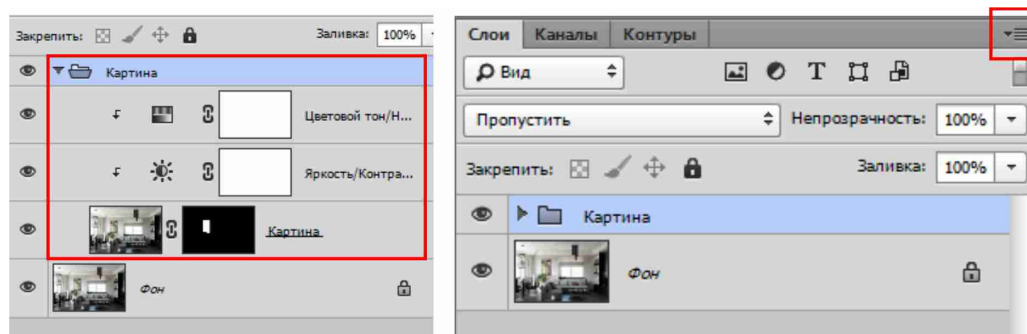 Закрепить: Заливка: 100%
Картина
Цветовой тон/Н...
Яркость/Контра...
Картина
Фон
Слои Каналы Контуры
Вид
T
Пропустить Непрозрачность: 100%
Закрепить: Заливка: 100%
Картина
Фон